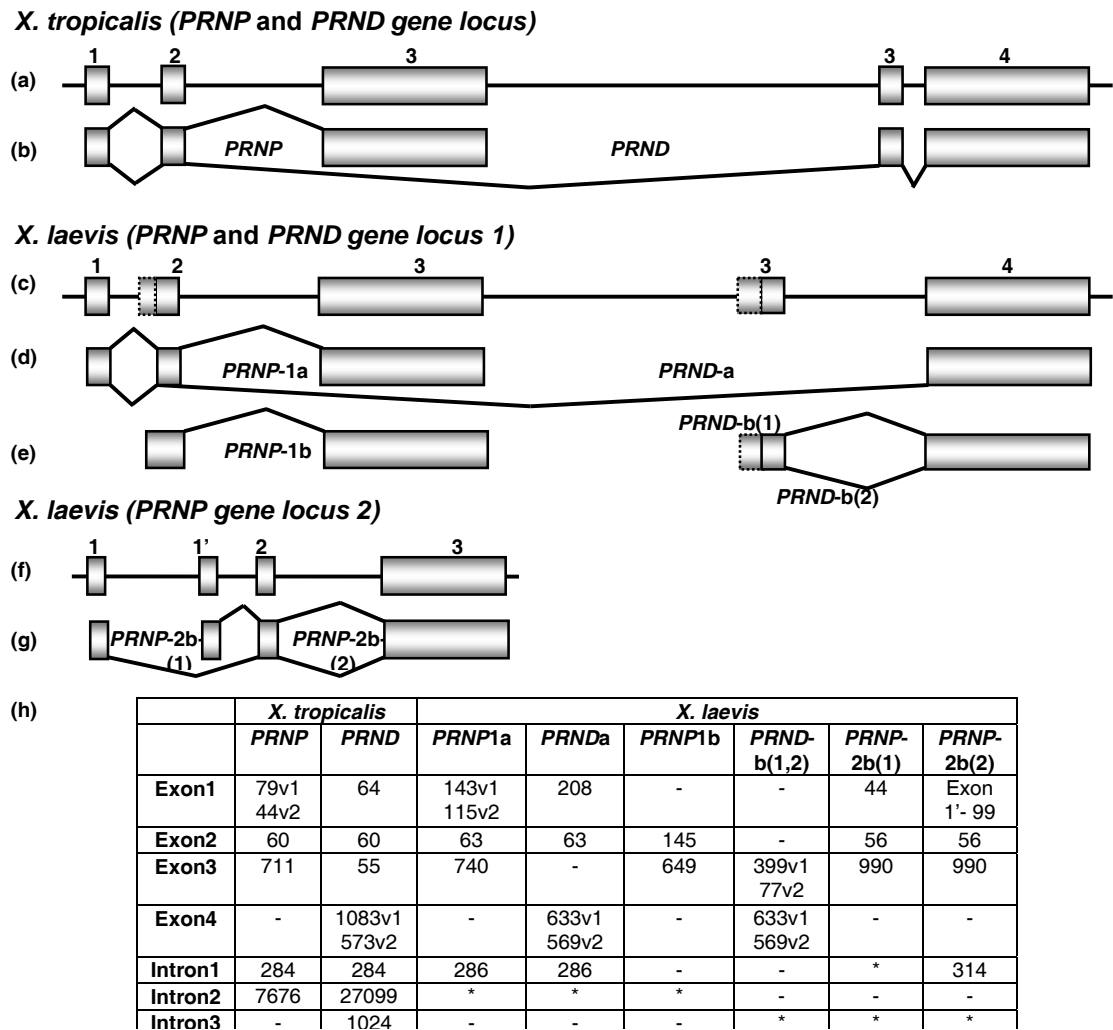 X. tropicalis (PRNP and PRND gene locus)
1 2 3 3 4
(a)
(b) PRNP PRND
X. laevis (PRNP and PRND gene locus 1)
1 2 3 3 4
(c)
(d) PRNP-1a PRND-a
PRND-b(1)
(e) PRNP-1b
PRND-b(2)
X. laevis (PRNP gene locus 2)
1 1' 2 3
(f)
(g) PRNP-2b- PRNP-2b-
(1) (2)
(h)
X. tropicalis X. laevis
PRNP PRND PRNP1a PRNDa PRNP1b PRND- PRNP- PRNP-
b(1,2) 2b(1) 2b(2)
Exon1 79v1 64 143v1 208 - - 44 Exon
44v2 115v2 1'- 99
Exon2 60 60 63 63 145 - 56 56
Exon3 711 55 740 - 649 399v1 990 990
77v2
Exon4 - 1083v1 - 633v1 - 633v1 - -
573v2 569v2 569v2
Intron1 284 284 286 286 - - * 314
Intron2 7676 27099 * * * - - -
Intron3 - 1024 - - - * * *